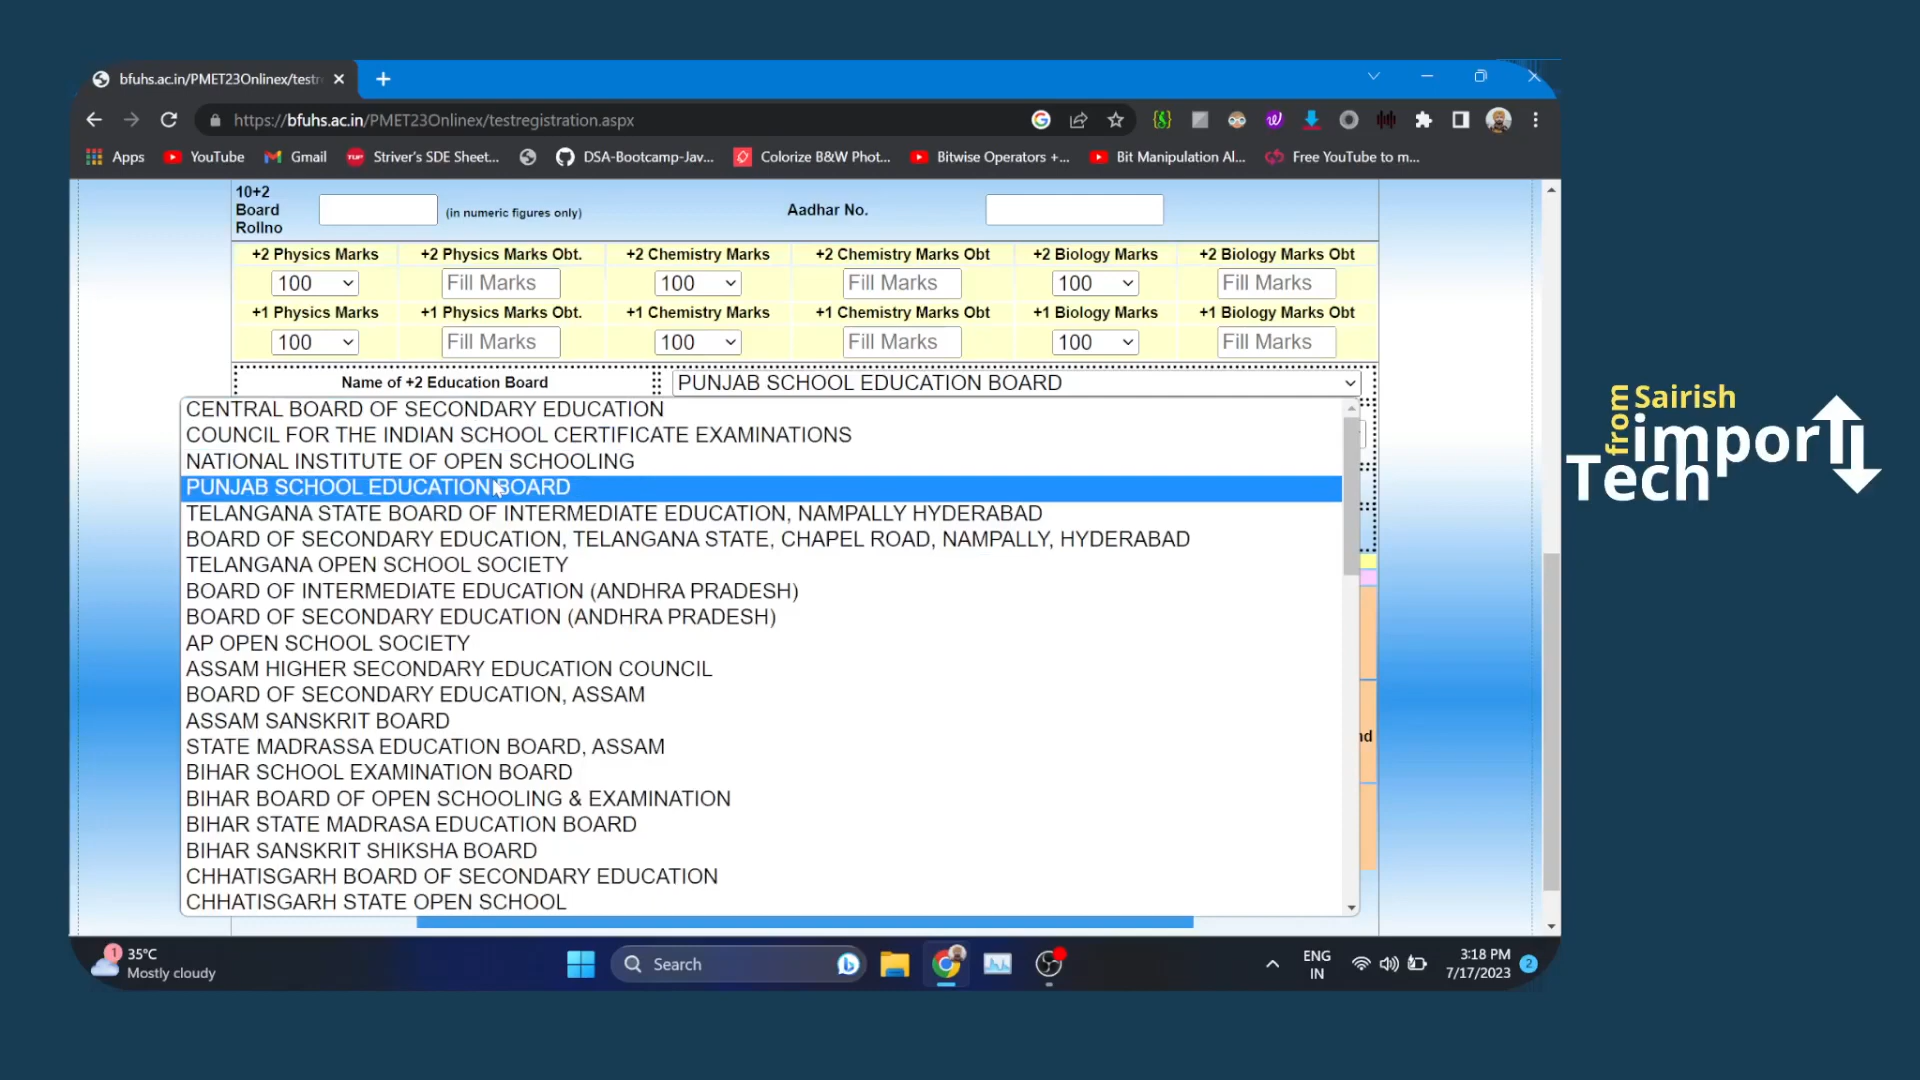 bfuhs.ac.in/PMET23Onlinex/testr
https://bfuhs.ac.in/PMET23Onlinex/testregistration.aspx
Apps YouTube Gmail Striver's SDE Sheet... DSA-Bootcamp-Jav... Colorize B&W Phot... Bitwise Operators +... Bit Manipulation Al... Free YouTube to m...
10+2
Board
Rollno
(in numeric figures only)
Aadhar No.
+2 Physics Marks +2 Physics Marks Obt. +2 Chemistry Marks +2 Chemistry Marks Obt +2 Biology Marks +2 Biology Marks Obt
100 Fill Marks 100 Fill Marks 100 Fill Marks
+1 Physics Marks +1 Physics Marks Obt. +1 Chemistry Marks +1 Chemistry Marks Obt +1 Biology Marks +1 Biology Marks Obt
100 Fill Marks 100 Fill Marks 100 Fill Marks
Name of +2 Education Board PUNJAB SCHOOL EDUCATION BOARD
CENTRAL BOARD OF SECONDARY EDUCATION
COUNCIL FOR THE INDIAN SCHOOL CERTIFICATE EXAMINATIONS
NATIONAL INSTITUTE OF OPEN SCHOOLING
PUNJAB SCHOOL EDUCATION BOARD
TELANGANA STATE BOARD OF INTERMEDIATE EDUCATION, NAMPALLY HYDERABAD
BOARD OF SECONDARY EDUCATION, TELANGANA STATE, CHAPEL ROAD, NAMPALLY, HYDERABAD
TELANGANA OPEN SCHOOL SOCIETY
BOARD OF INTERMEDIATE EDUCATION (ANDHRA PRADESH)
BOARD OF SECONDARY EDUCATION (ANDHRA PRADESH)
AP OPEN SCHOOL SOCIETY
ASSAM HIGHER SECONDARY EDUCATION COUNCIL
BOARD OF SECONDARY EDUCATION, ASSAM
ASSAM SANSKRIT BOARD
STATE MADRASSA EDUCATION BOARD, ASSAM
BIHAR SCHOOL EXAMINATION BOARD
BIHAR BOARD OF OPEN SCHOOLING & EXAMINATION
BIHAR STATE MADRASA EDUCATION BOARD
BIHAR SANSKRIT SHIKSHA BOARD
CHHATISGARH BOARD OF SECONDARY EDUCATION
CHHATISGARH STATE OPEN SCHOOL
nd
1
35°C
Mostly cloudy
Search
ENG
IN
3:18 PM
7/17/2023
2
from Sairish
import
Tech